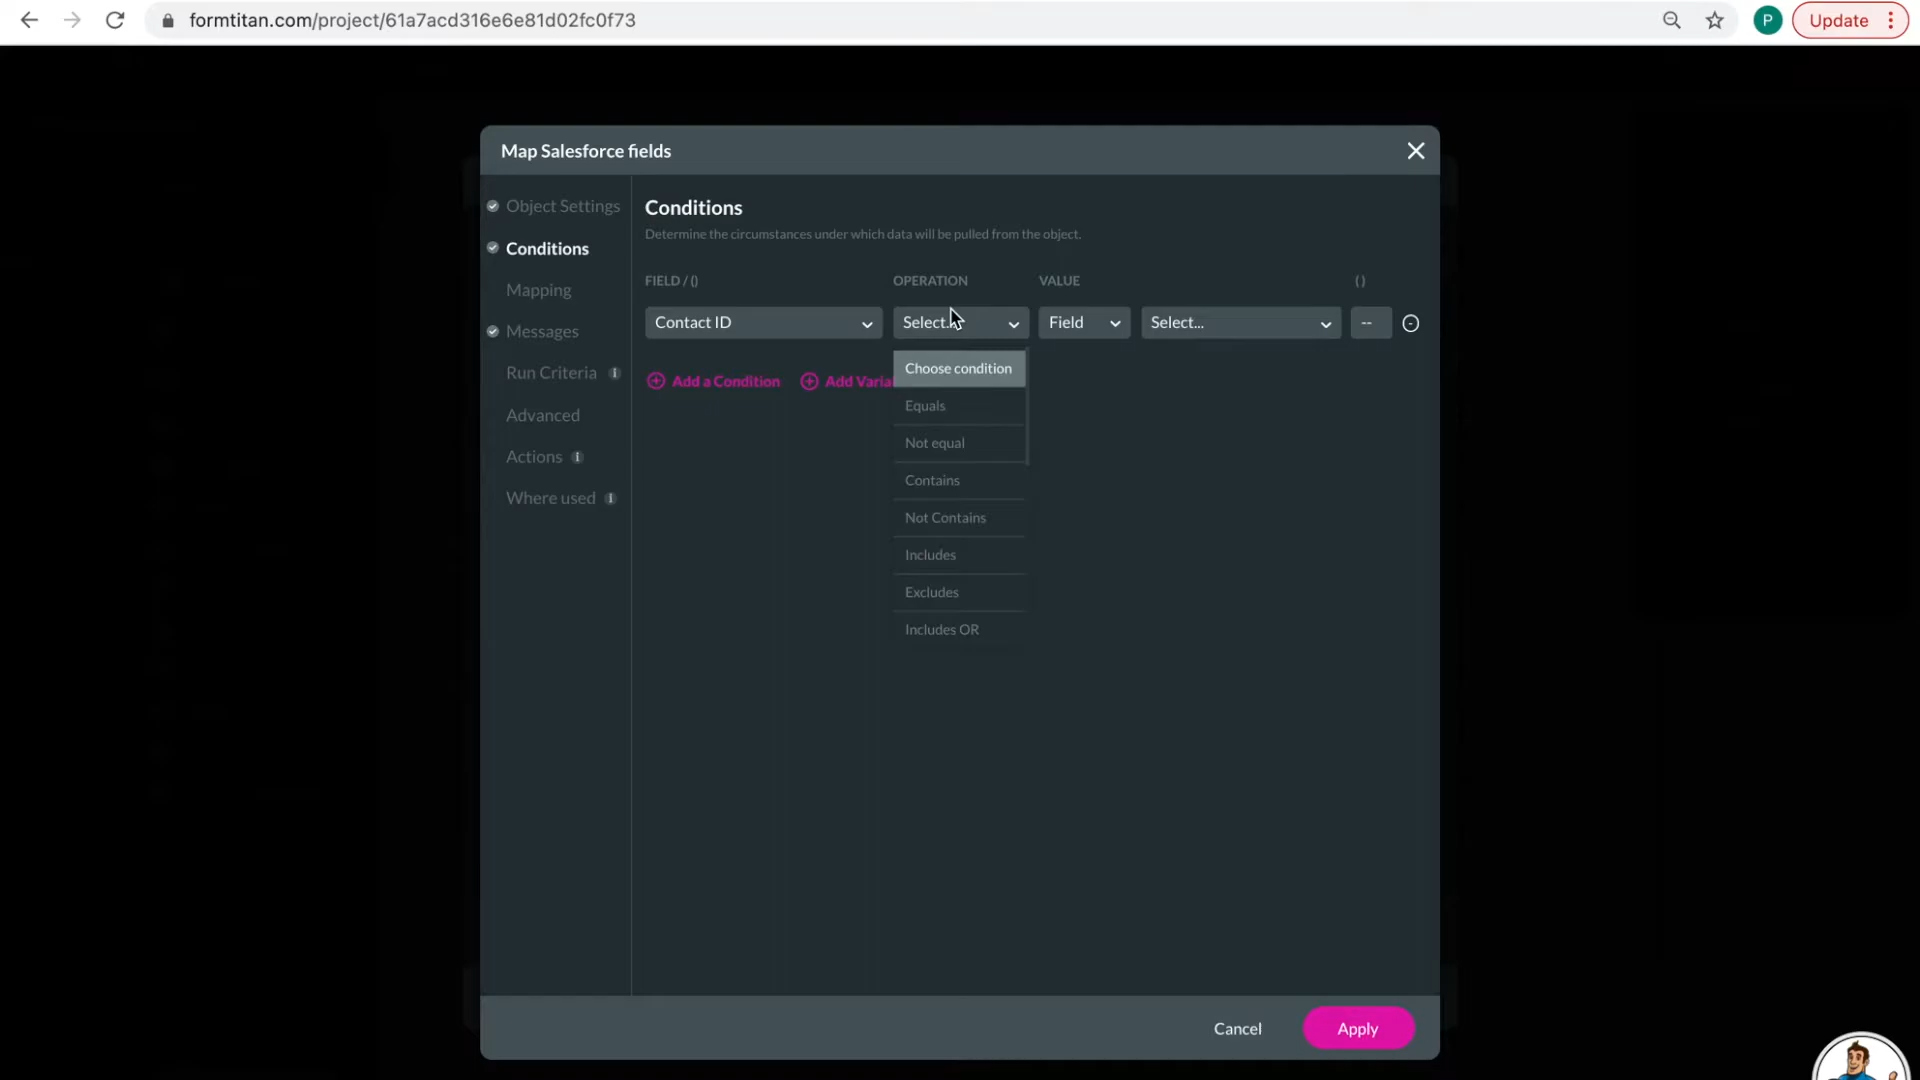 formtitan.com/project/61a7acd316e6e81d02fc0f73
P
Update
Map Salesforce fields
Object Settings
Conditions
Mapping
Messages
Run Criteria
Advanced
Actions
Where used
Conditions
Determine the circumstances under which data will be pulled from the object.
FIELD / () OPERATION VALUE ( )
Contact ID Select... Field Select... --
Add a Condition Add Varia
Choose condition
Equals
Not equal
Contains
Not Contains
Includes
Excludes
Includes OR
Cancel Apply